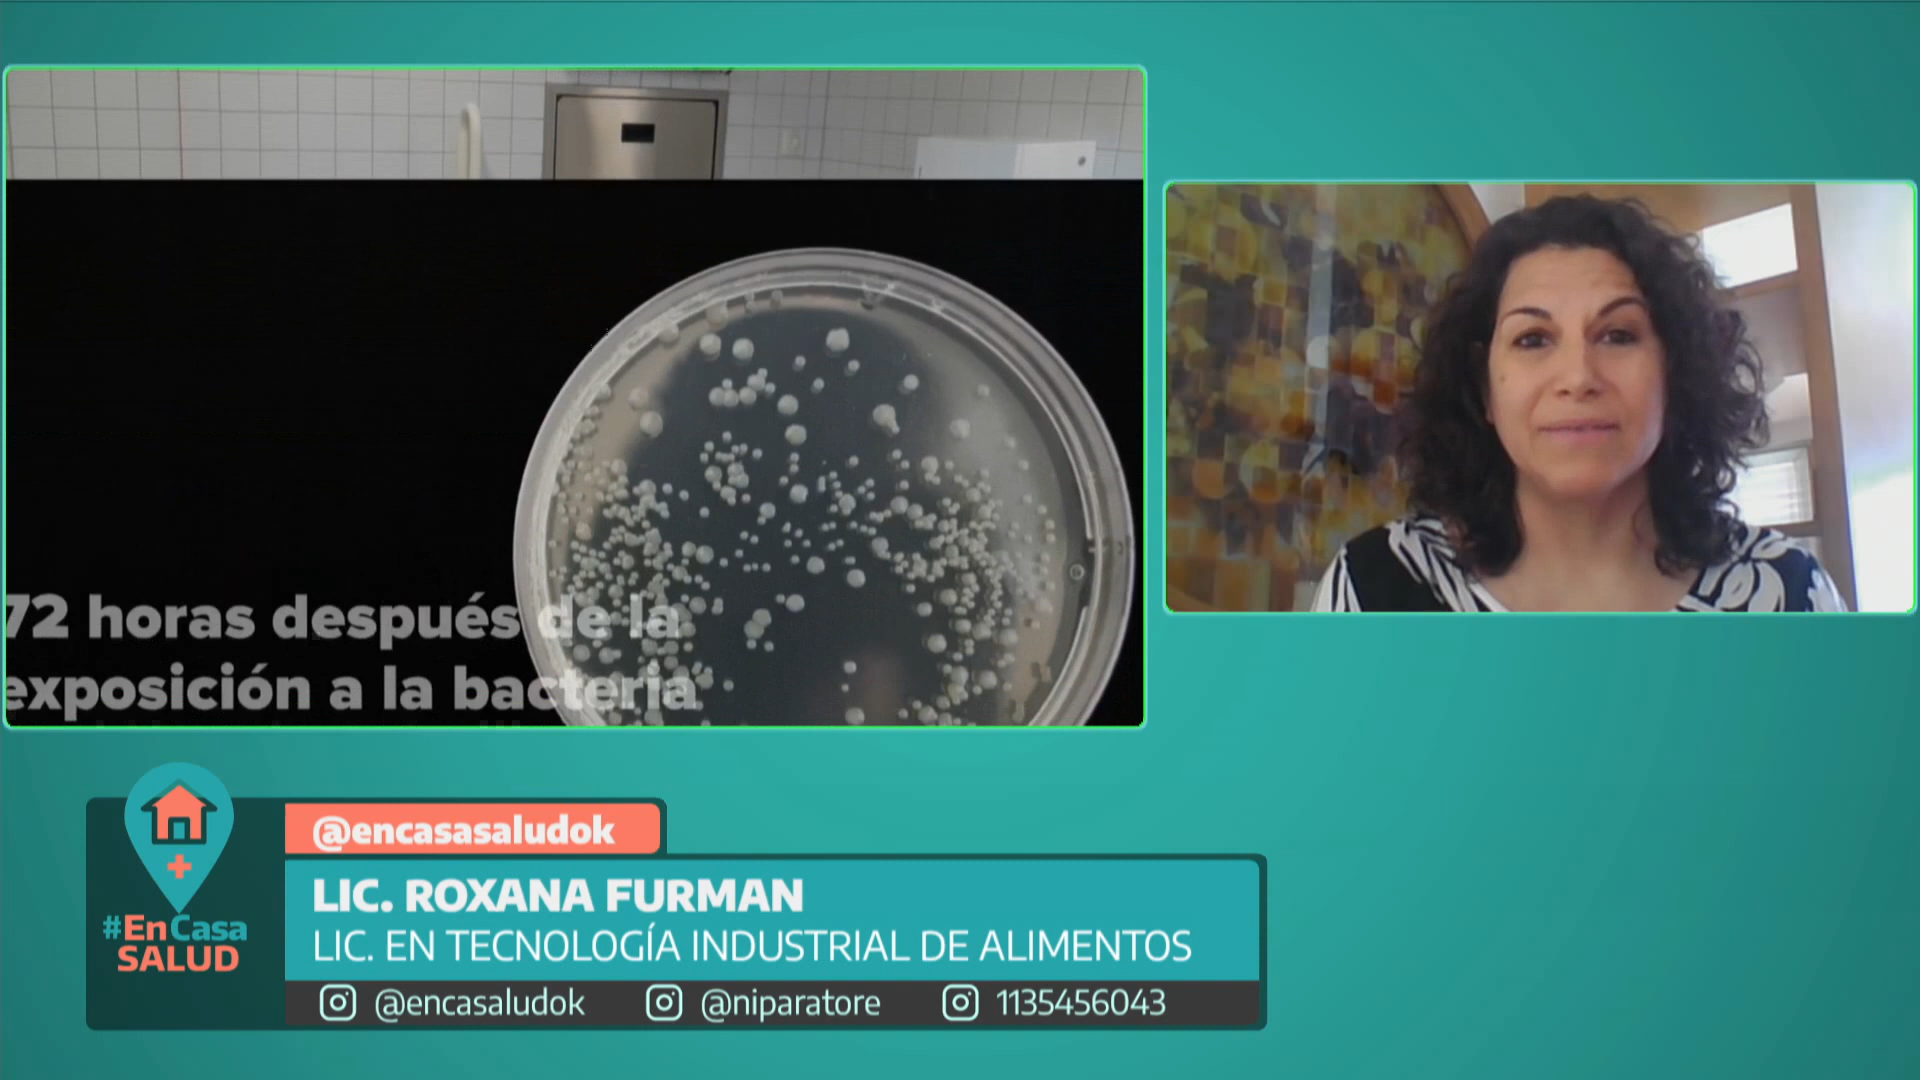 72 horas después de la
exposición a la bacteria
@encasasaludok
LIC. ROXANA FURMAN
LIC. EN TECNOLOGÍA INDUSTRIAL DE ALIMENTOS
#EnCasa
SALUD
@encasaludok @niparatore 1135456043